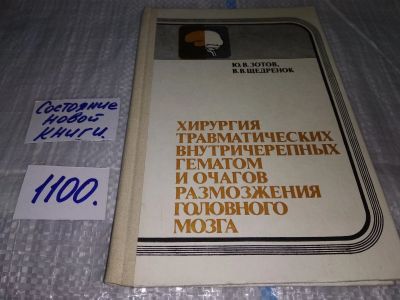 Ю.В.ЗОТОВ,
В.В.ЩЕДРЕНОК
ХИРУРГИЯ
ТРАВМАТИЧЕСКИХ
ВНУТРИЧЕРЕПНЫХ
ГЕМАТОМ
И ОЧАГОВ
РАЗМОЗЖЕНИЯ
ГОЛОВНОГО
МОЗГА
Состояние
новой
книги.
1100.